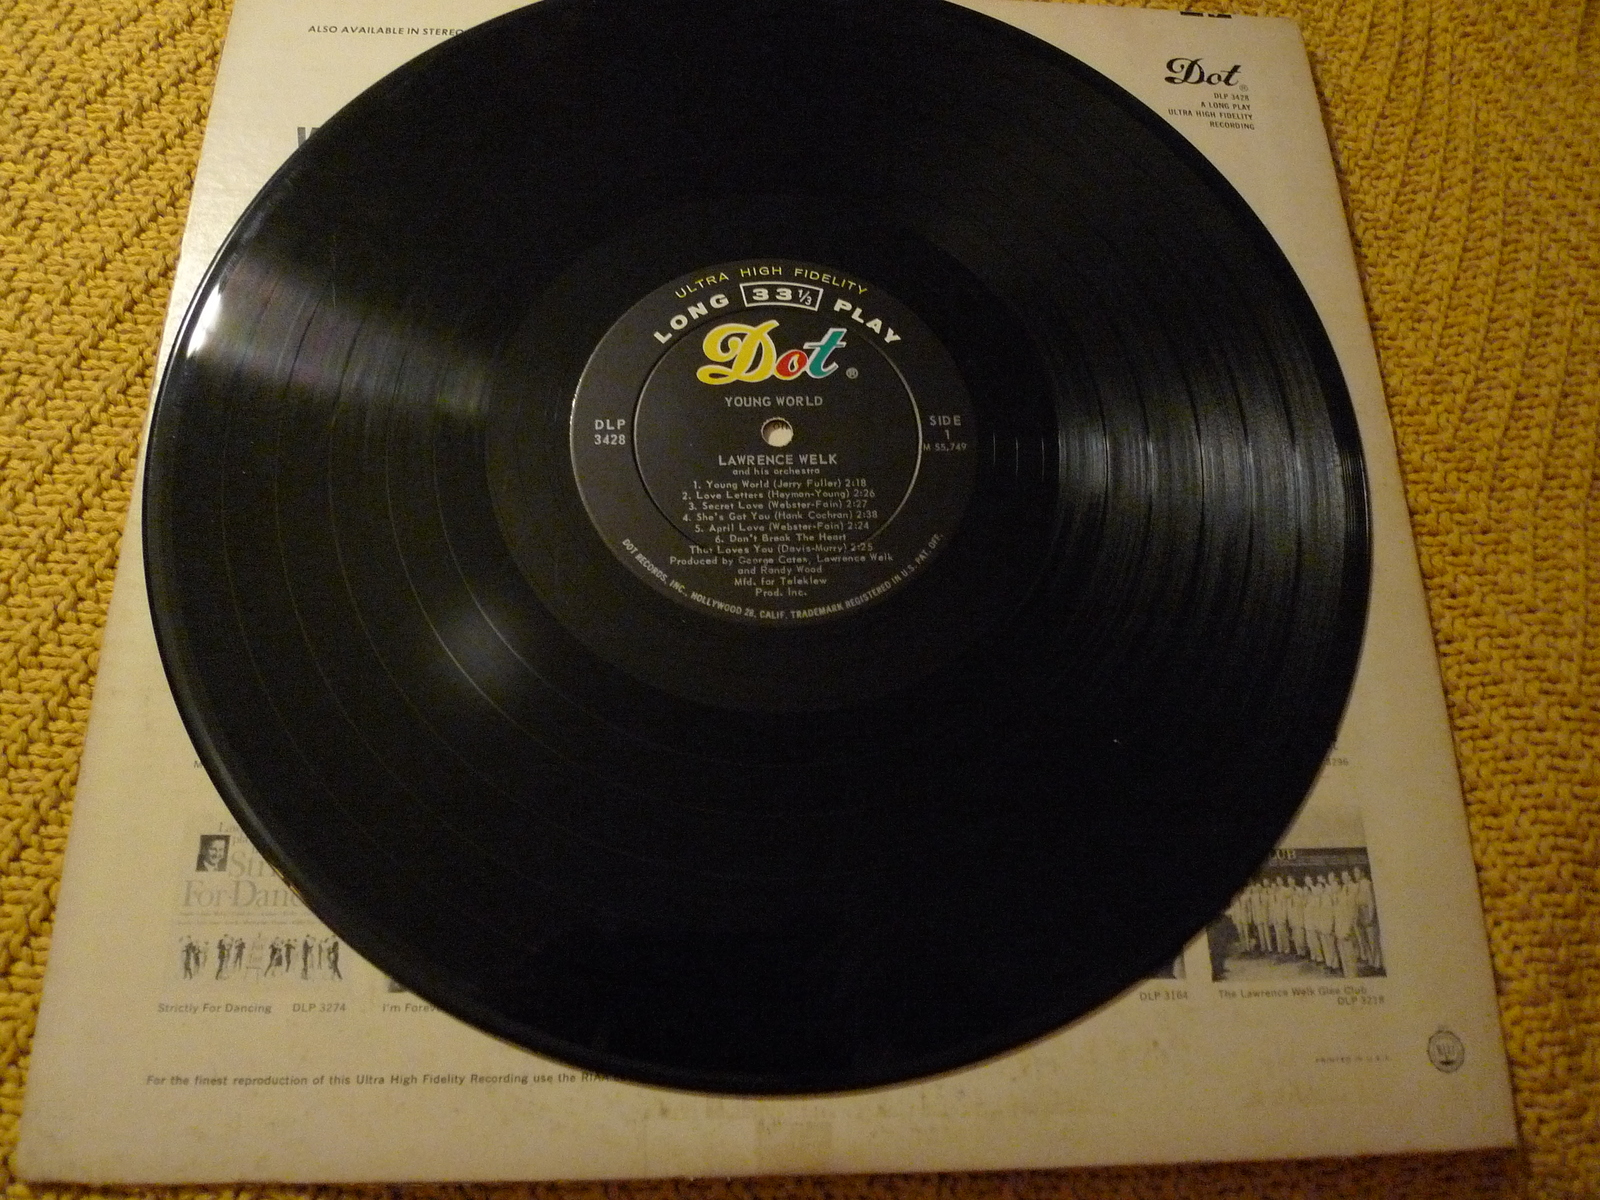 ALSO AVAILABLE IN STEREO
Dot®
DLP 3428
A LONG PLAY
ULTRA HIGH FIDELITY
RECORDING
ULTRA HIGH FIDELITY
LONG 33 1/3 PLAY
Dot®
YOUNG WORLD
DLP
3428
SIDE
1
M 55,749
LAWRENCE WELK
and his orchestra
1. Young World (Jerry Fuller) 2:18
2. Love Letters (Heyman-Young) 2:26
3. Secret Love (Webster-Fain) 2:27
4. She's Got You (Hank Cochran) 2:38
5. April Love (Webster-Fain) 2:24
6. Don't Break The Heart
That Loves You (Davis-Murry) 2:25
Produced by George Cates, Lawrence Welk
and Randy Wood
Mfd. for Teleklew
Prod. Inc.
DOT RECORDS, INC., HOLLYWOOD 28, CALIF. TRADEMARK REGISTERED IN U.S. PAT. OFF.
3296
For Danc
CLUB
Strictly For Dancing DLP 3274
I'm Forev
DLP 3164
The Lawrence Welk Glee Club
DLP 3218
PRINTED IN U.S.A.
For the finest reproduction of this Ultra High Fidelity Recording use the RIAA